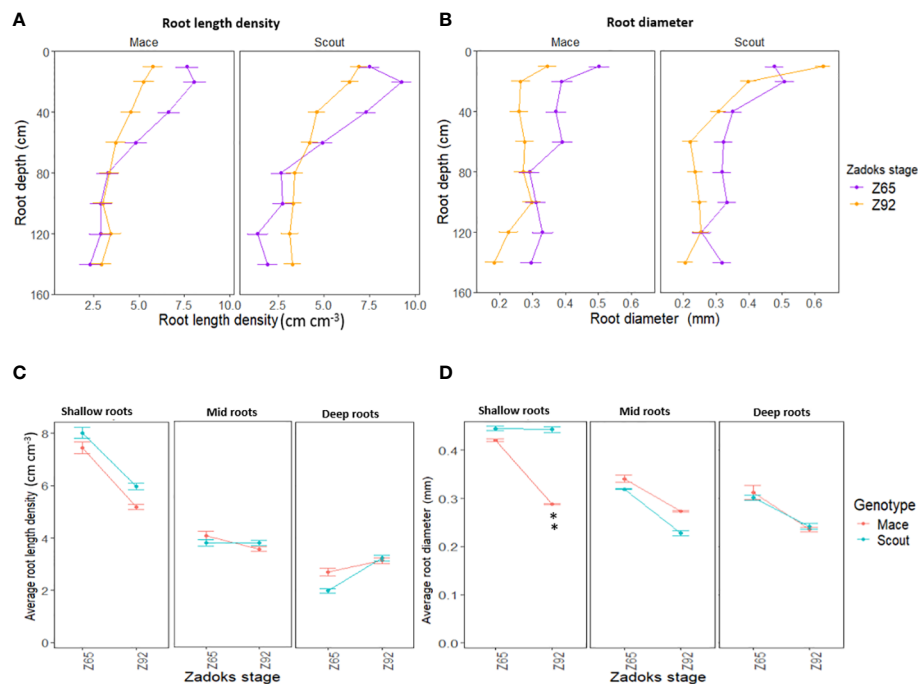 A
Root length density
Mace
Scout
0
40
80
120
160
Root depth (cm)
Root depth (cm)
2.5
5.0
7.5
10.0
2.5
5.0
7.5
10.0
Root length density (cm cm⁻³)
B
Root diameter
Mace
Scout
0
40
80
120
160
Root depth (cm)
0.2
0.3
0.4
0.5
0.6
0.2
0.3
0.4
0.5
0.6
Root diameter (mm)
Zadoks stage
Z65
Z92
C
Shallow roots
Mid roots
Deep roots
8
6
4
2
0
Average root length density (cm cm⁻³)
Z65
Z92
Z65
Z92
Z65
Z92
Zadoks stage
D
Shallow roots
Mid roots
Deep roots
0.4
0.3
0.2
0.0
Average root diameter (mm)
**
Z65
Z92
Z65
Z92
Z65
Z92
Zadoks stage
Genotype
Mace
Scout